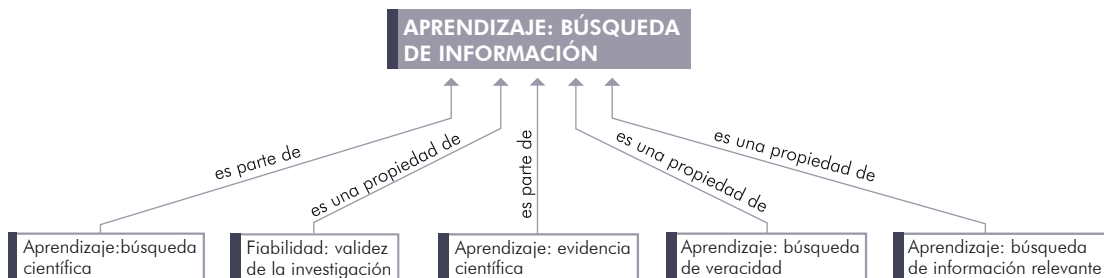 APRENDIZAJE: BÚSQUEDA
DE INFORMACIÓN
es parte de
es una propiedad de
es parte de
es una propiedad de
es una propiedad de
Aprendizaje:búsqueda
científica
Fiabilidad: validez
de la investigación
Aprendizaje: evidencia
científica
Aprendizaje: búsqueda
de veracidad
Aprendizaje: búsqueda
de información relevante